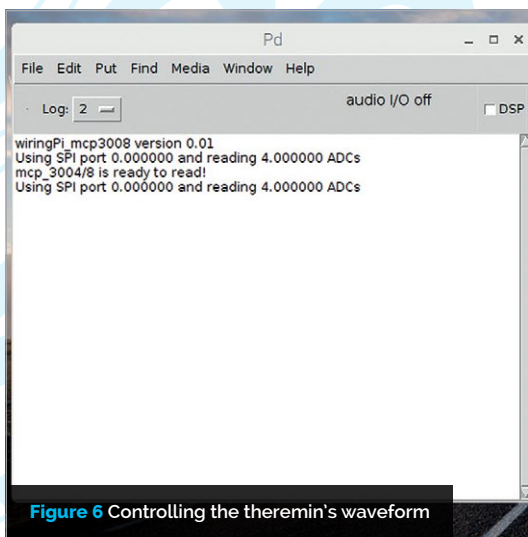 Pd
File Edit Put Find Media Window Help
Log: 2
audio I/O off
DSP
wiringPi_mcp3008 version 0.01
Using SPI port 0.000000 and reading 4.000000 ADCs
mcp_3004/8 is ready to read!
Using SPI port 0.000000 and reading 4.000000 ADCs
Figure 6 Controlling the theremin's waveform